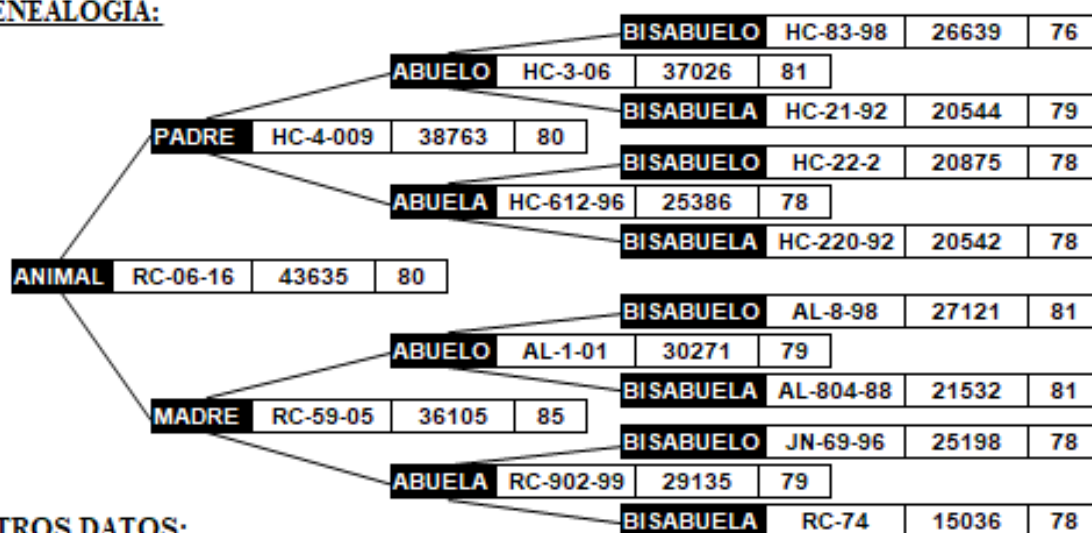 ENEALOGIA:
BISABUELO HC-83-98 26639 76
ABUELO HC-3-06 37026 81
BISABUELA HC-21-92 20544 79
PADRE HC-4-009 38763 80
BISABUELO HC-22-2 20875 78
ABUELA HC-612-96 25386 78
BISABUELA HC-220-92 20542 78
ANIMAL RC-06-16 43635 80
BISABUELO AL-8-98 27121 81
ABUELO AL-1-01 30271 79
BISABUELA AL-804-88 21532 81
MADRE RC-59-05 36105 85
BISABUELO JN-69-96 25198 78
ABUELA RC-902-99 29135 79
BISABUELA RC-74 15036 78
TROS DATOS: